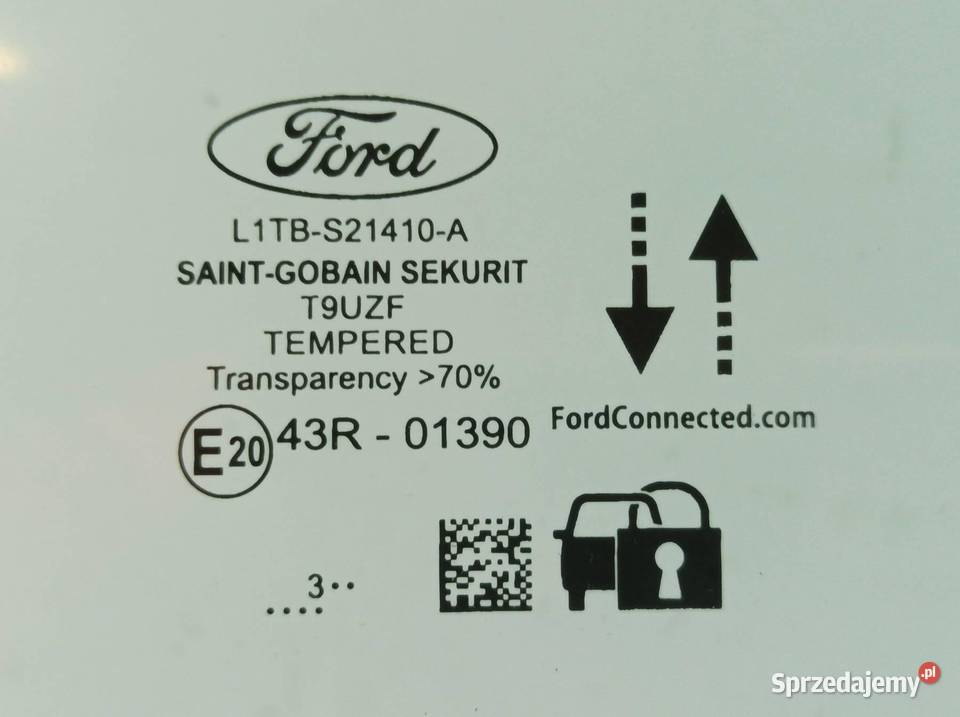 Ford
L1TB-S21410-A
SAINT-GOBAIN SEKURIT
T9UZF
TEMPERED
Transparency >70%
E20 43R - 01390
FordConnected.com
3··
....
Sprzedajemy.pl